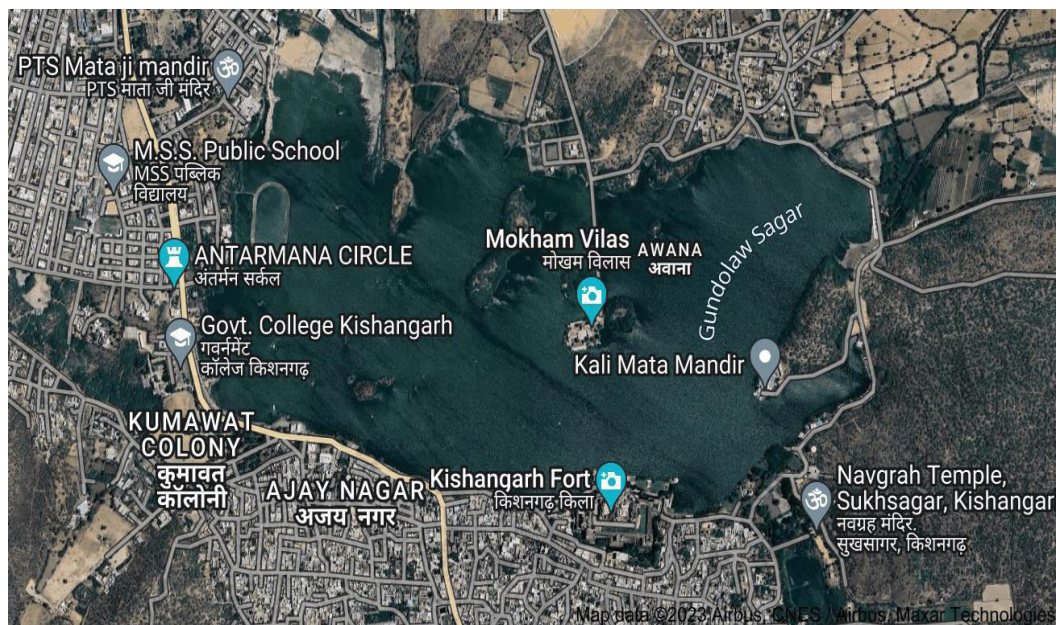 PTS Mata ji mandir
PTS माता जी मंदिर
M.S.S. Public School
MSS पब्लिक
विद्यालय
ANTARMANA CIRCLE
अंतर्मन सर्कल
Mokham Vilas
मोखम विलास
AWANA
अवाना
Gundolaw Sagar
Govt. College Kishangarh
गवर्नमेंट
कॉलेज किशनगढ़
Kali Mata Mandir
KUMAWAT
COLONY
कुमावत
कॉलोनी
AJAY NAGAR
अजय नगर
Kishangarh Fort
किशनगढ़ किला
Navgrah Temple,
Sukhsagar, Kishangar
नवग्रह मंदिर.
सुखसागर, किशनगढ़
Map data ©2023 Airbus, CNES / Airbus, Maxar Technologies